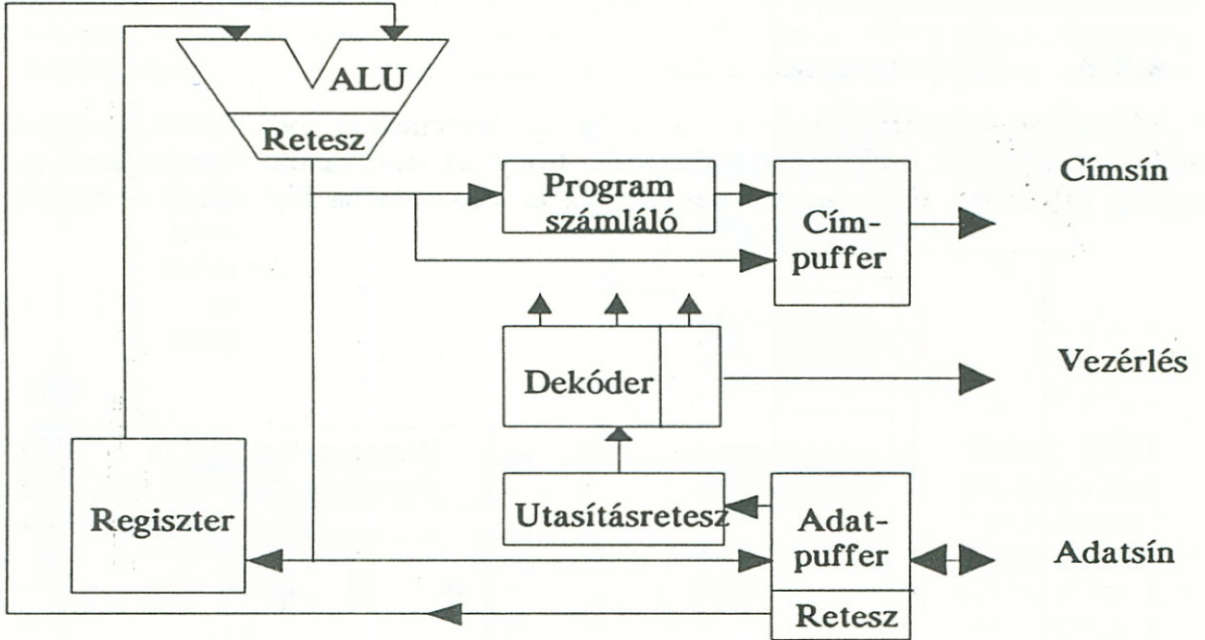 ALU
Retesz
Program
számláló
Cím-
puffer
Címsín
Dekóder
Vezérlés
Regiszter
Utasításretesz
Adat-
puffer
Adatsín
Retesz